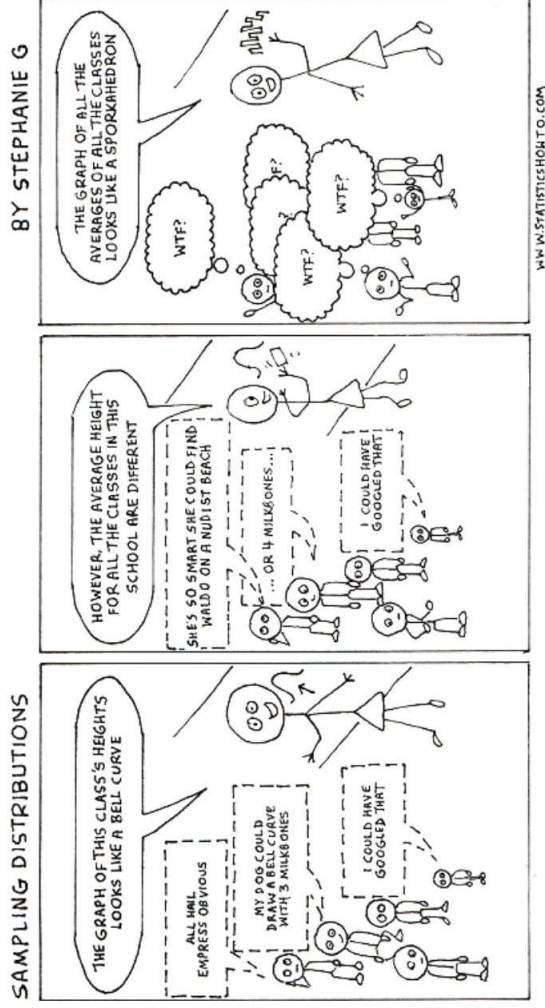 SAMPLING DISTRIBUTIONS
BY STEPHANIE G
THE GRAPH OF THIS CLASS'S HEIGHTS
LOOKS LIKE A BELL CURVE
ALL HAIL
EMPRESS OBVIOUS
MY DOG COULD
DRAW A BELL CURVE
WITH 3 MILKBONES
I COULD HAVE
GOOGLED THAT
HOWEVER, THE AVERAGE HEIGHT
FOR ALL THE CLASSES IN THIS
SCHOOL ARE DIFFERENT
SHE'S SO SMART SHE COULD FIND
WALDO ON A NUDIST BEACH
... OR 4 MILKBONES...
I COULD HAVE
GOOGLED THAT
THE GRAPH OF ALL THE
AVERAGES OF ALL THE CLASSES
LOOKS LIKE A SPORKAHEDRON
WTF?
F?
?
WTF?
WTF?
WWW.STATISTICSHOWTO.COM